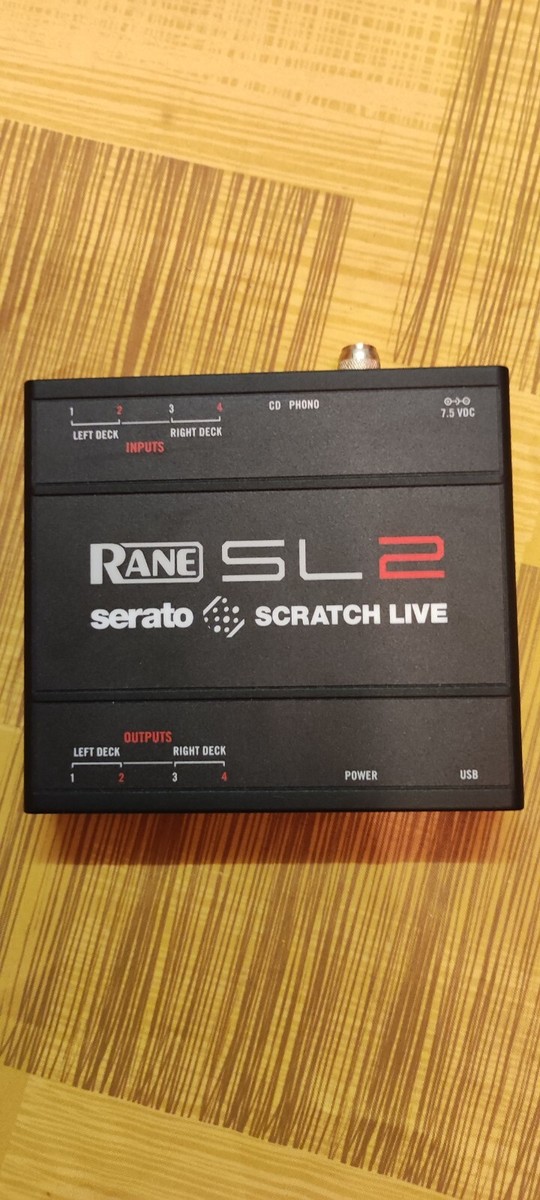 1 2 3 4 CD PHONO
7.5 VDC
LEFT DECK RIGHT DECK
INPUTS
RANE SL2
serato SCRATCH LIVE
OUTPUTS
LEFT DECK RIGHT DECK
1 2 3 4 POWER USB